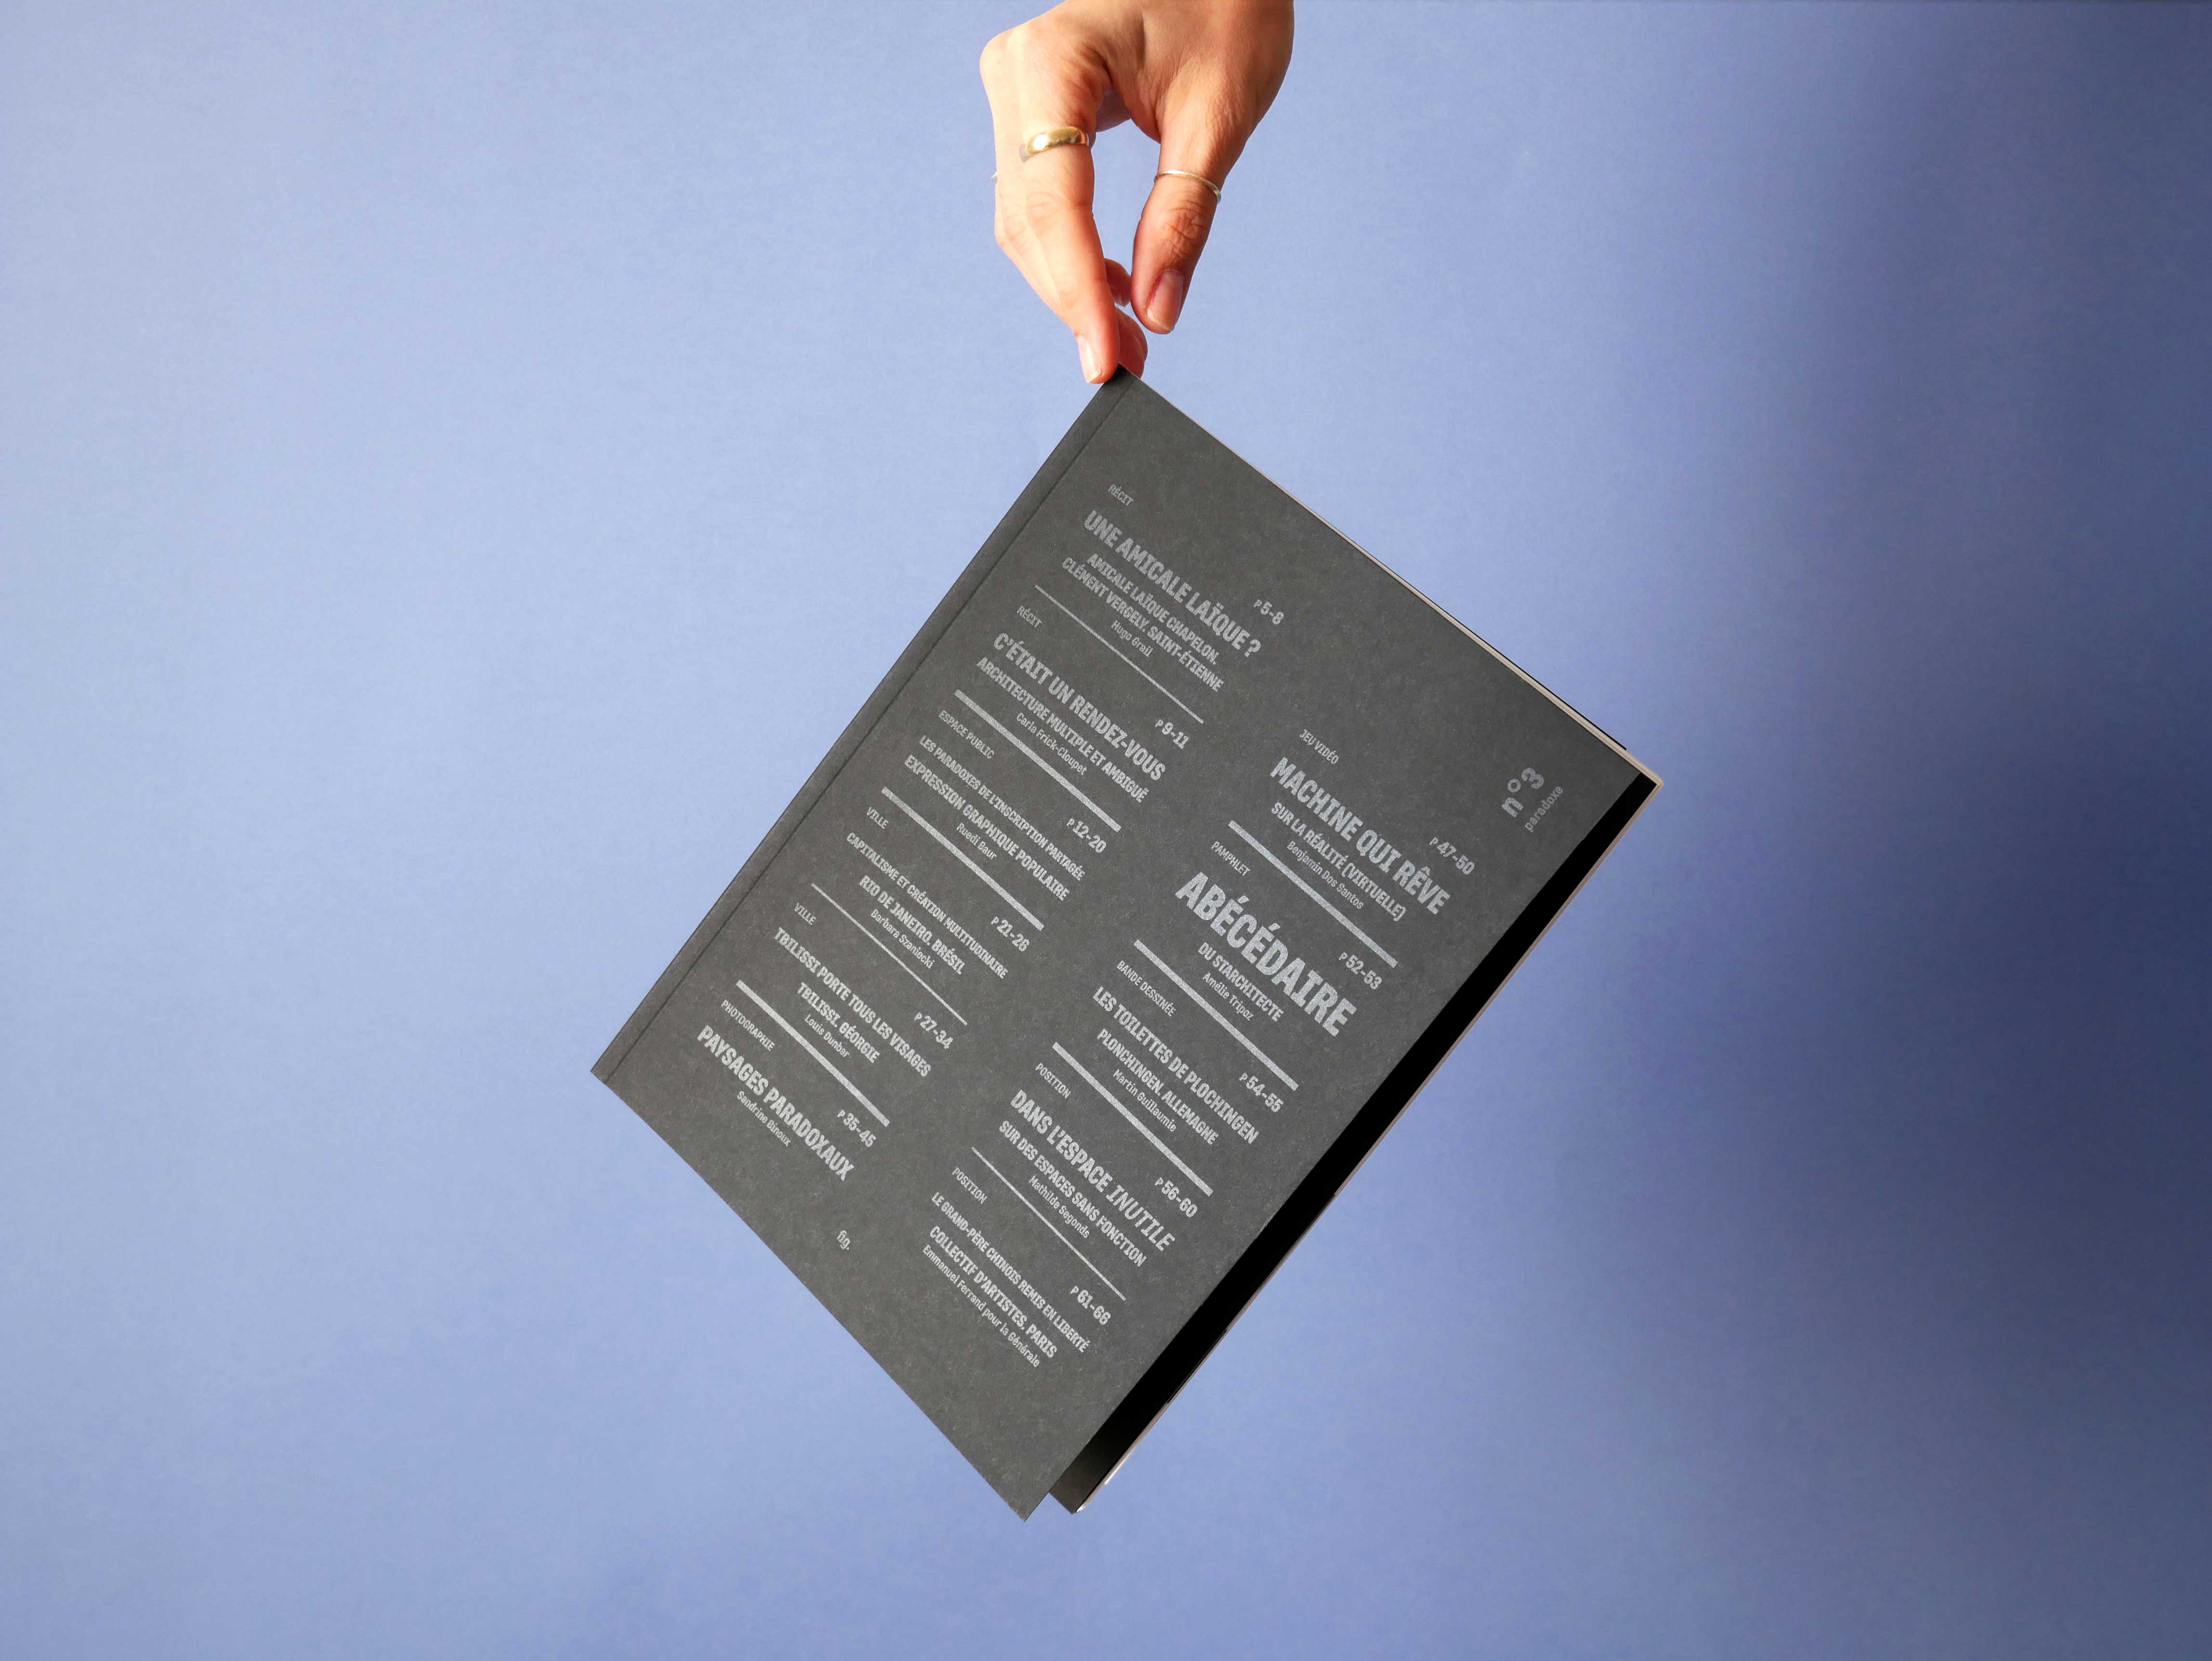 RÉCIT
p 5-8
UNE AMICALE LAÏQUE ?
AMICALE LAÏQUE CHAPELON,
CLÉMENT VERGELY, SAINT-ÉTIENNE
Hugo Grail
RÉCIT
p 9-11
C'ÉTAIT UN RENDEZ-VOUS
ARCHITECTURE MULTIPLE ET AMBIGUË
Carla Frick-Cloupet
ESPACE PUBLIC
p 12-20
LES PARADOXES DE L'INSCRIPTION PARTAGÉE
EXPRESSION GRAPHIQUE POPULAIRE
Ruedi Baur
VILLE
p 21-26
CAPITALISME ET CRÉATION MULTITUDINAIRE
RIO DE JANEIRO, BRÉSIL
Barbara Szaniecki
VILLE
p 27-34
TBILISSI PORTE TOUS LES VISAGES
TBILISSI, GÉORGIE
Louis Dunbar
PHOTOGRAPHIE
p 35-45
PAYSAGES PARADOXAUX
Sandrine Binoux
fig.
n°3
paradoxe
JEU VIDÉO
p 47-50
MACHINE QUI RÊVE
SUR LA RÉALITÉ (VIRTUELLE)
Benjamin Dos Santos
PAMPHLET
p 52-53
ABÉCÉDAIRE
DU STARCHITECTE
Amélie Tripoz
BANDE DESSINÉE
p 54-55
LES TOILETTES DE PLOCHINGEN
PLONCHINGEN, ALLEMAGNE
Martin Guillaumie
POSITION
p 56-60
DANS L'ESPACE INUTILE
SUR DES ESPACES SANS FONCTION
Mathilde Segonds
POSITION
p 61-66
LE GRAND-PÈRE CHINOIS REMIS EN LIBERTÉ
COLLECTIF D'ARTISTES, PARIS
Emmanuel Ferrand pour la Générale